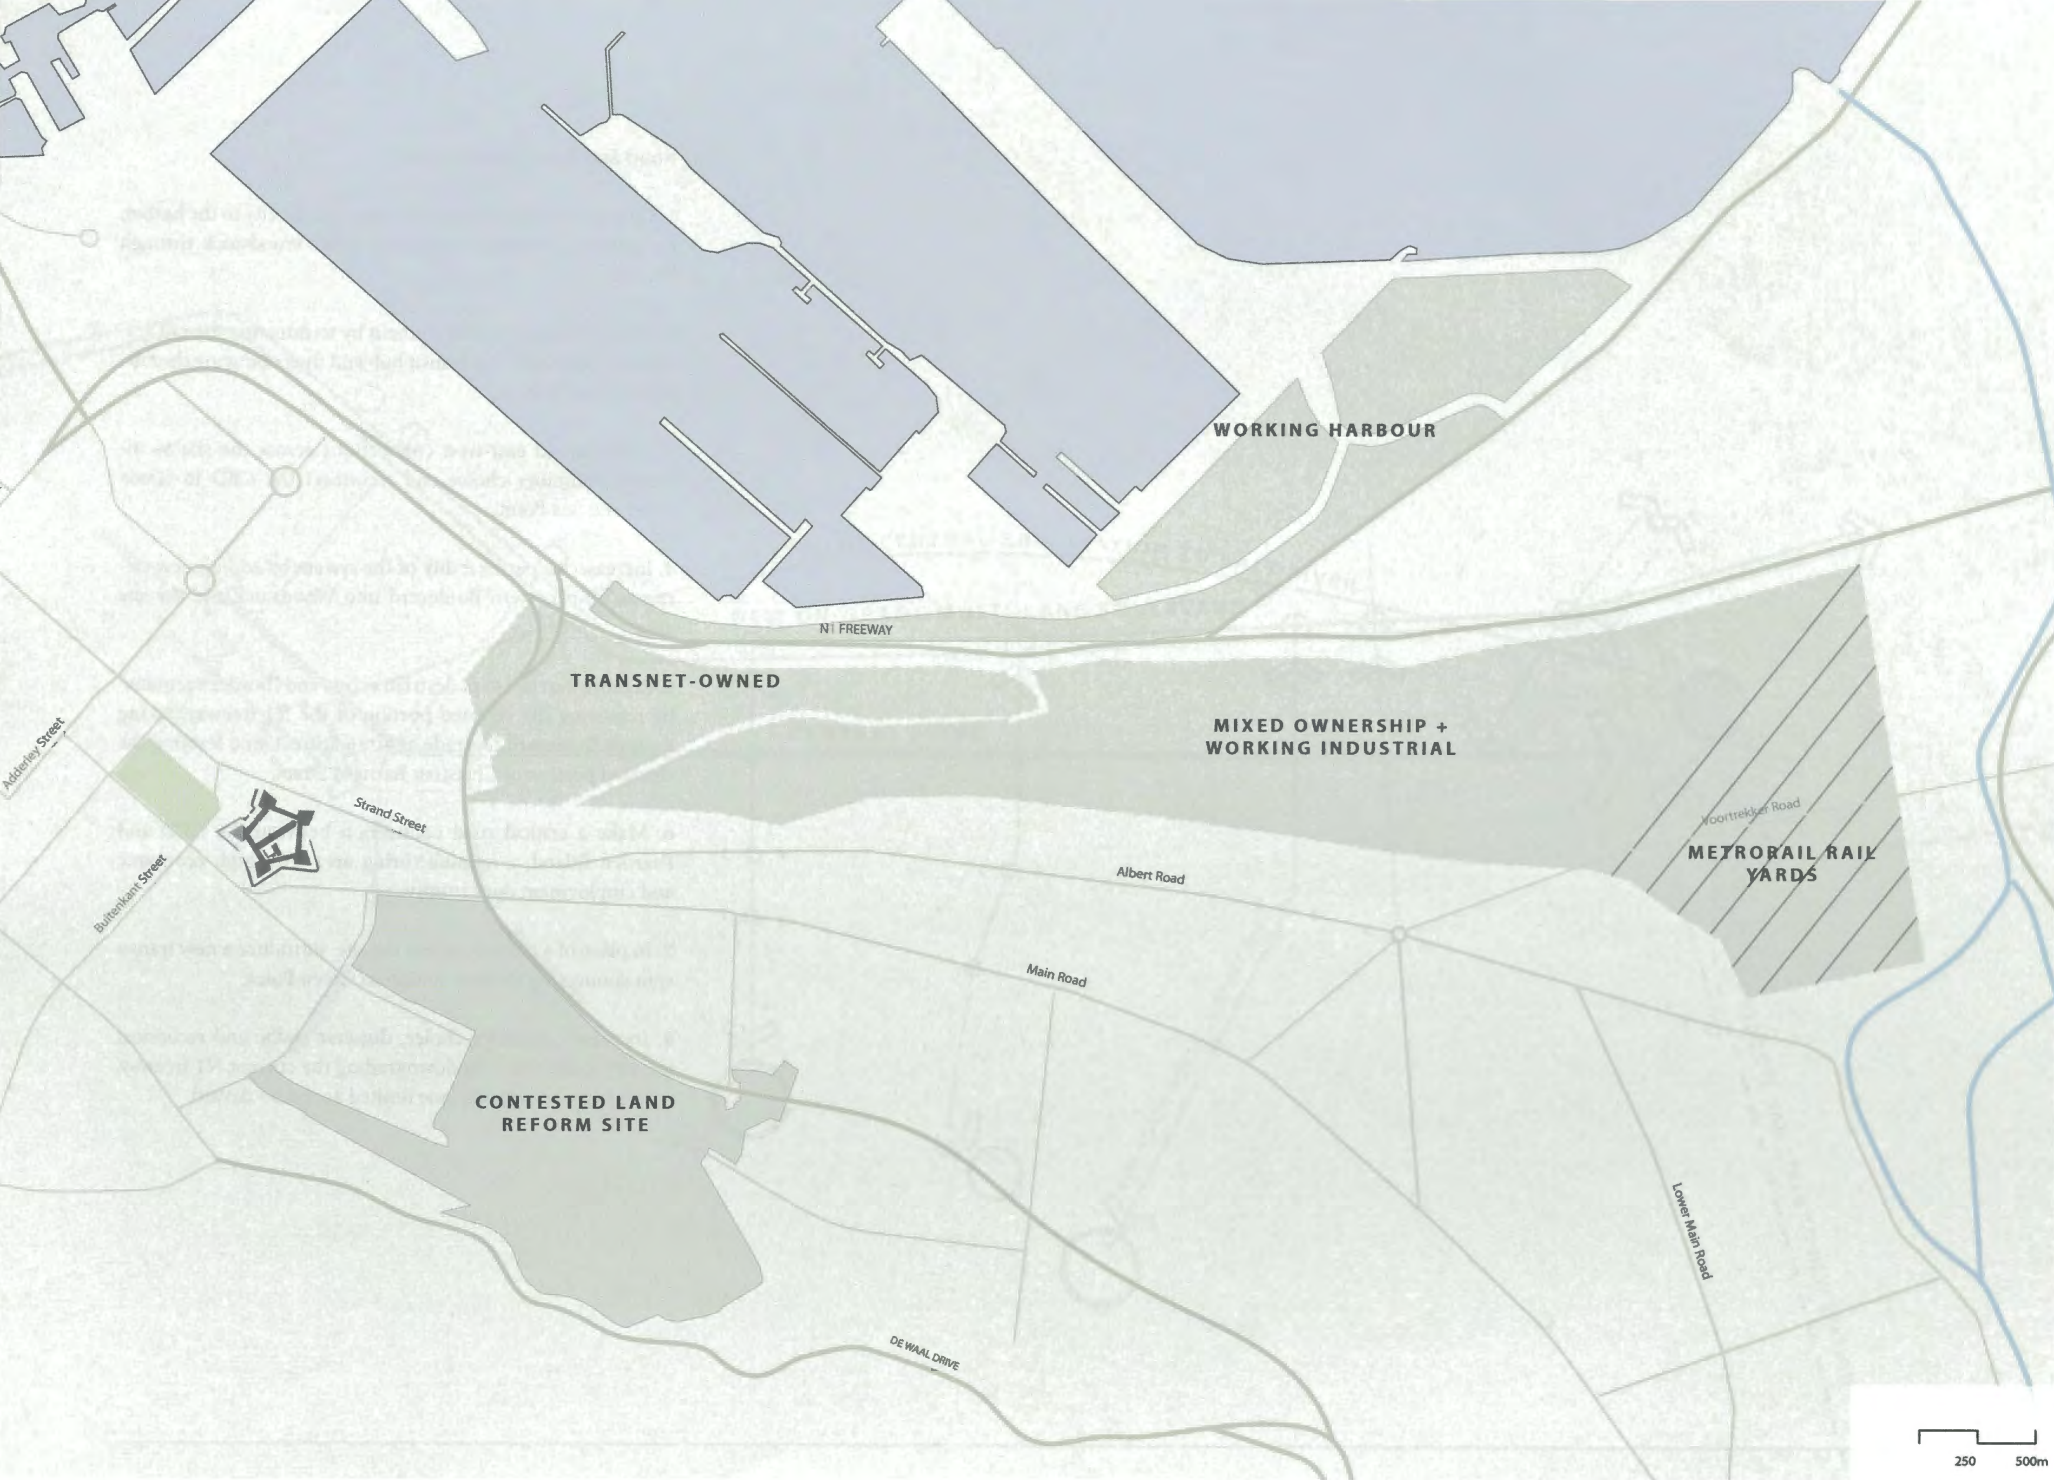 WORKING HARBOUR
N1 FREEWAY
TRANSNET-OWNED
MIXED OWNERSHIP +
WORKING INDUSTRIAL
Adderley Street
Strand Street
Buitenkant Street
Voortrekker Road
METRORAIL RAIL
YARDS
Albert Road
Main Road
CONTESTED LAND
REFORM SITE
Lower Main Road
DE WAAL DRIVE
250 500m